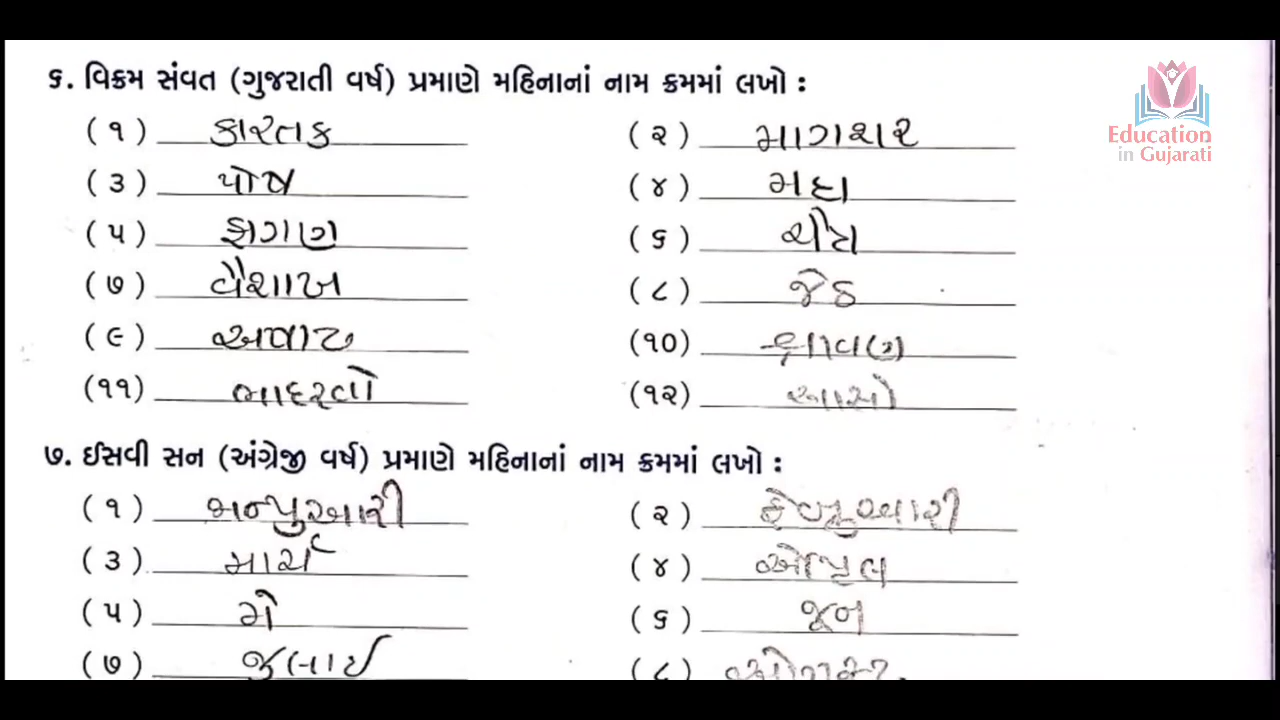 ૬. વિક્રમ સંવત (ગુજરાતી વર્ષ) પ્રમાણે મહિનાનાં નામ ક્રમમાં લખો :
(૧) કારતક (૨) માગશર
Education
in Gujarati
(૩) પોષ (૪) મહા
(૫) ફાગણ (૬) ચૈત્ર
(૭) વૈશાખ (૮) જેઠ
(૯) અષાઢ (૧૦) શ્રાવણ
(૧૧) ભાદરવો (૧૨) આસો
૭. ઈસવી સન (અંગ્રેજી વર્ષ) પ્રમાણે મહિનાનાં નામ ક્રમમાં લખો :
(૧) જાન્યુઆરી (૨) ફેબ્રુઆરી
(૩) માર્ચ (૪) એપ્રિલ
(૫) મે (૬) જૂન
(૭) જુલાઈ (૮)